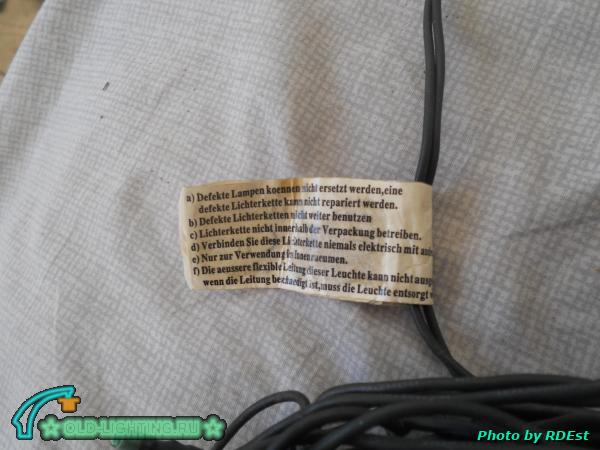 a) Defekte Lampen koennen nicht ersetzt werden,eine
defekte Lichterkette kann nicht repariert werden.
b) Defekte Lichterketten nicht weiter benutzen
c) Lichterkette nicht innerhalb der Verpackung betreiben.
d) Verbinden Sie diese Lichterkette niemals elektrisch mit
e) Nur zur Verwendung in Innenraeumen.
f) Die aeussere flexible Leitung dieser Leuchte kann nicht
wenn die Leitung beschaedigt ist,muss die Leuchte entsorgt
OLD-LIGHTING.RU
Photo by RDEst